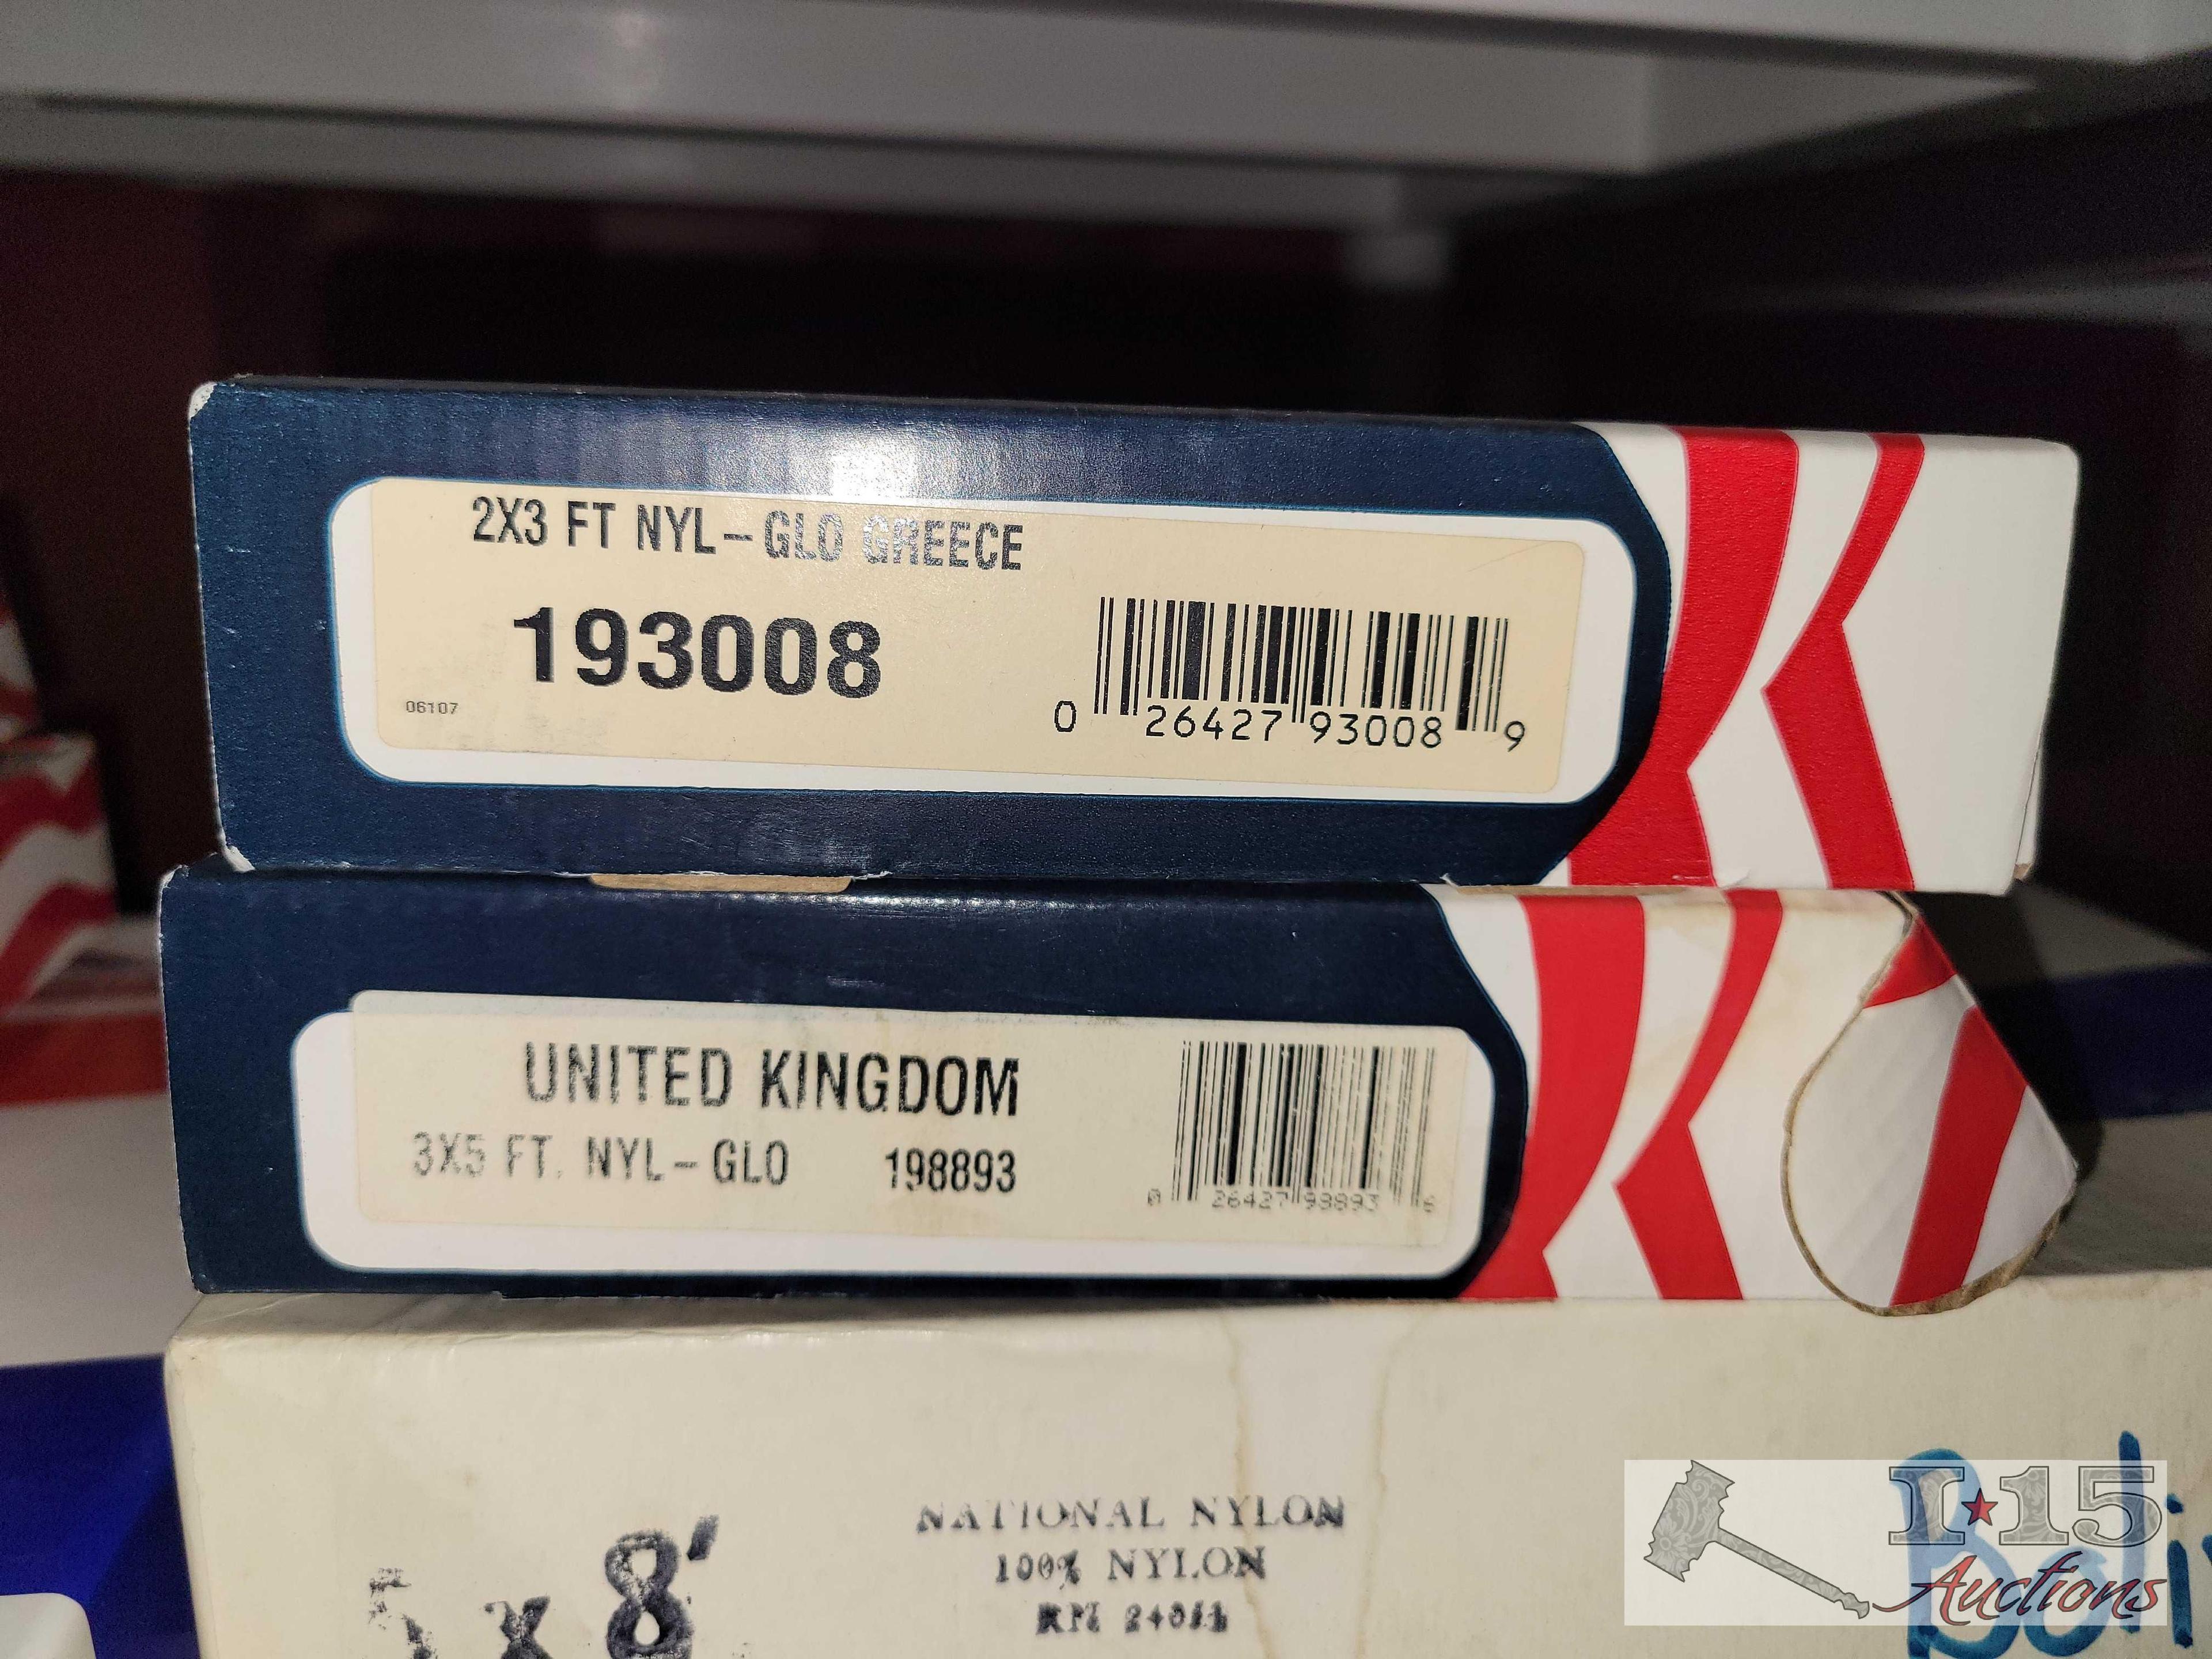 2X3 FT NYL-GLO GREECE
193008
06107
0 26427 93008 9
UNITED KINGDOM
3X5 FT. NYL-GLO 198893
0 26427 98893 6
5 x 8'
NATIONAL NYLON
100% NYLON
I-15
Auctions